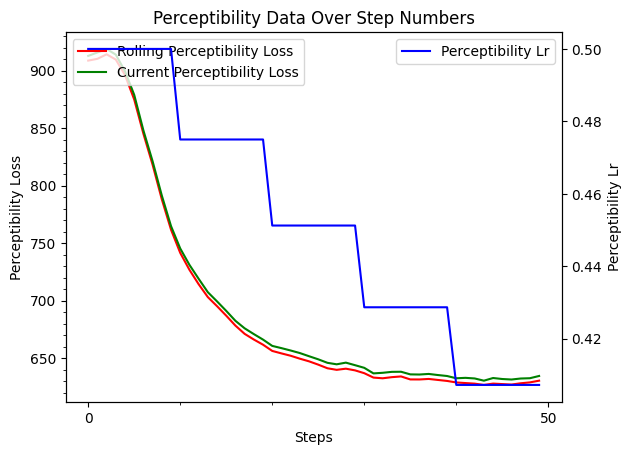 Perceptibility Data Over Step Numbers
Rolling Perceptibility Loss
Current Perceptibility Loss
Perceptibility Lr
900
850
800
750
700
650
Perceptibility Loss
0.50
0.48
0.46
0.44
0.42
Perceptibility Lr
0
50
Steps